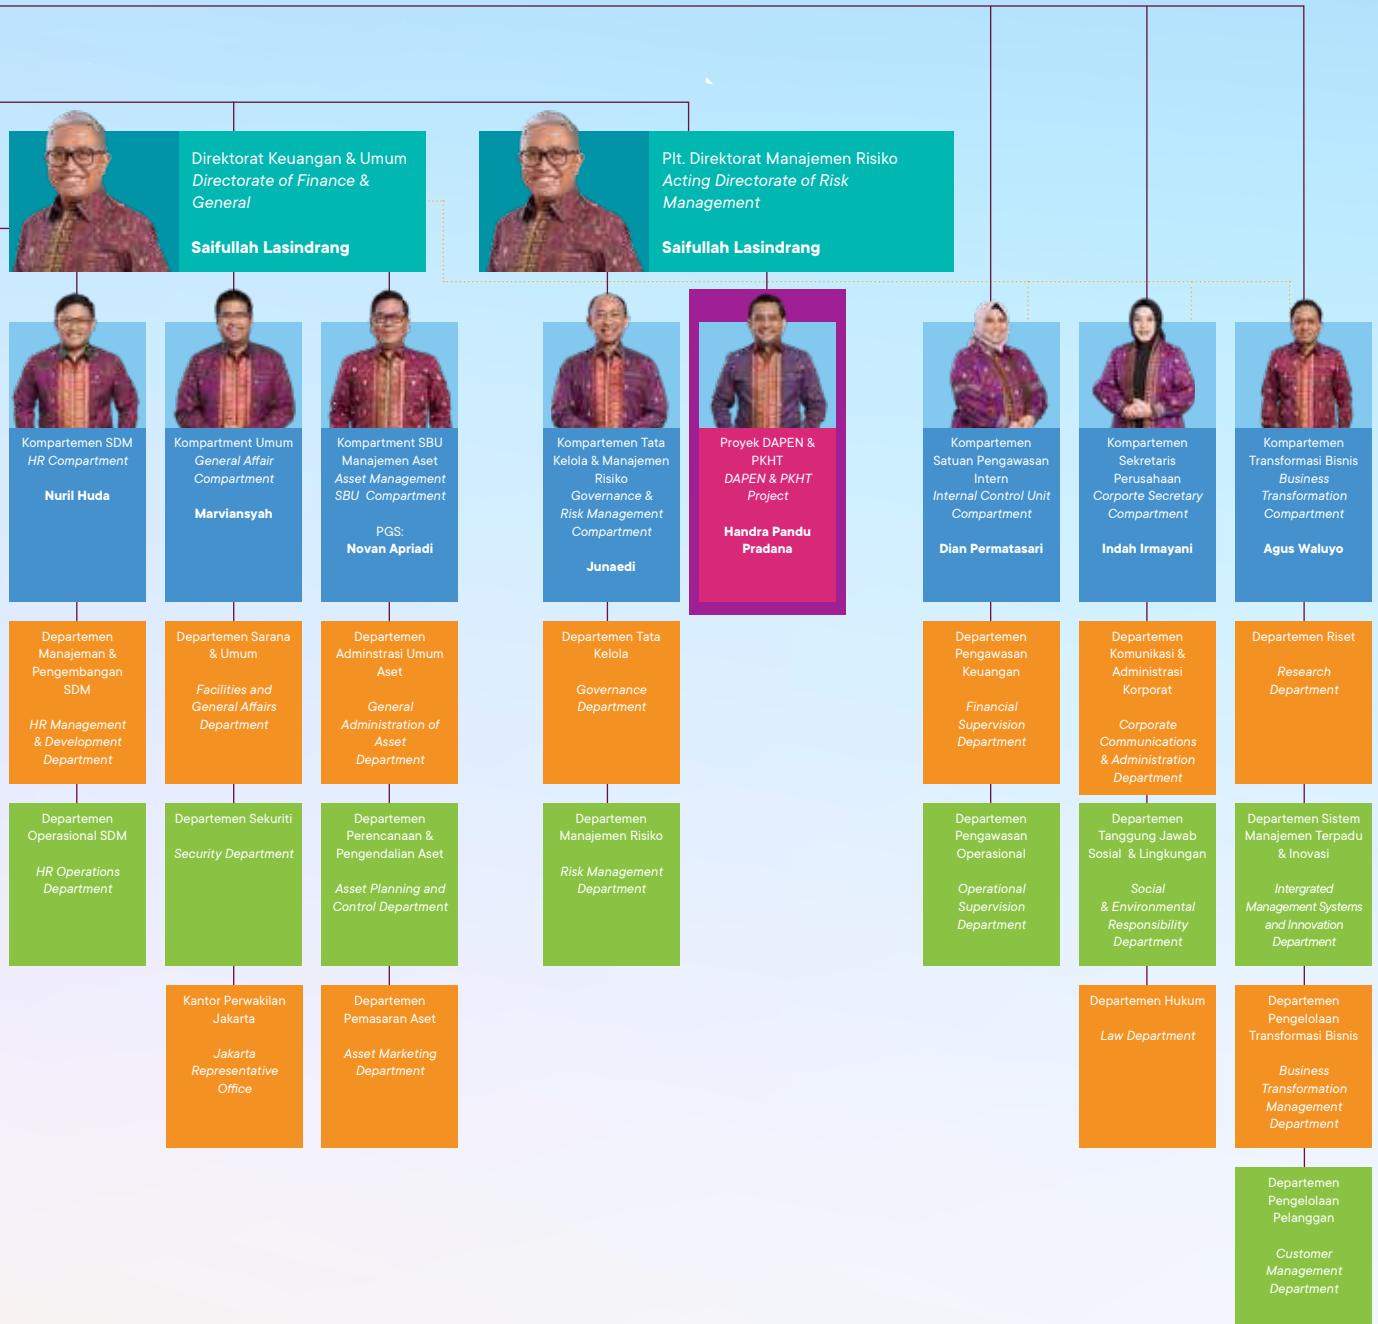 Direktorat Keuangan & Umum
Directorate of Finance &
General
Saifullah Lasindrang
Plt. Direktorat Manajemen Risiko
Acting Directorate of Risk
Management
Saifullah Lasindrang
Kompartemen SDM
HR Compartment
Nuril Huda
Kompartment Umum
General Affair
Compartment
Marviansyah
Kompartment SBU
Manajemen Aset
Asset Management
SBU Compartment
PGS:
Novan Apriadi
Kompartemen Tata
Kelola & Manajemen
Risiko
Governance &
Risk Management
Compartment
Junaedi
Proyek DAPEN &
PKHT
DAPEN & PKHT
Project
Handra Pandu
Pradana
Kompartemen
Satuan Pengawasan
Intern
Internal Control Unit
Compartment
Dian Permatasari
Kompartemen
Sekretaris
Perusahaan
Corporte Secretary
Compartment
Indah Irmayani
Kompartemen
Transformasi Bisnis
Business
Transformation
Compartment
Agus Waluyo
Departemen
Manajeman &
Pengembangan
SDM
HR Management
& Development
Department
Departemen Sarana
& Umum
Facilities and
General Affairs
Department
Departemen
Adminstrasi Umum
Aset
General
Administration of
Asset
Department
Departemen Tata
Kelola
Governance
Department
Departemen
Pengawasan
Keuangan
Financial
Supervision
Department
Departemen
Komunikasi &
Administrasi
Korporat
Corporate
Communications
& Administration
Department
Departemen Riset
Research
Department
Departemen
Operasional SDM
HR Operations
Department
Departemen Sekuriti
Security Department
Departemen
Perencanaan &
Pengendalian Aset
Asset Planning and
Control Department
Departemen
Manajemen Risiko
Risk Management
Department
Departemen
Pengawasan
Operasional
Operational
Supervision
Department
Departemen
Tanggung Jawab
Sosial & Lingkungan
Social
& Environmental
Responsibility
Department
Departemen Sistem
Manajemen Terpadu
& Inovasi
Intergrated
Management Systems
and Innovation
Department
Kantor Perwakilan
Jakarta
Jakarta
Representative
Office
Departemen
Pemasaran Aset
Asset Marketing
Department
Departemen Hukum
Law Department
Departemen
Pengelolaan
Transformasi Bisnis
Business
Transformation
Management
Department
Departemen
Pengelolaan
Pelanggan
Customer
Management
Department